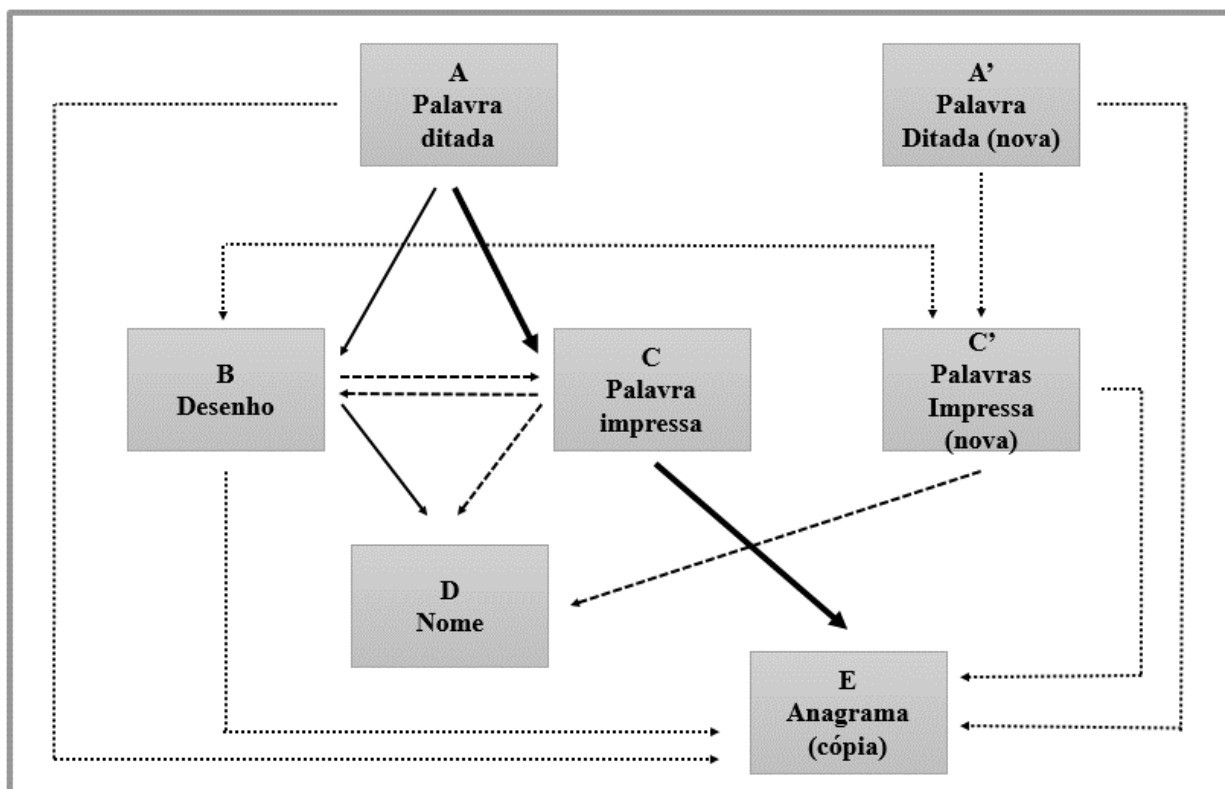 A
Palavra
ditada
A’
Palavra
Ditada (nova)
B
Desenho
C
Palavra
impressa
C’
Palavras
Impressa
(nova)
D
Nome
E
Anagrama
(cópia)